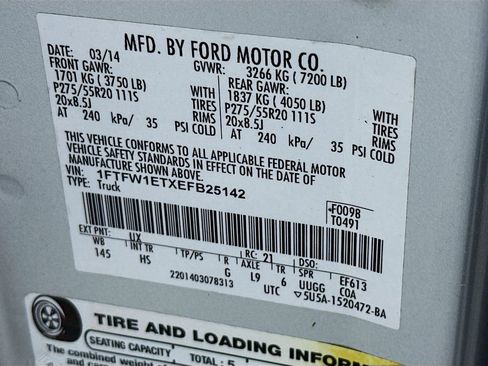 MFD. BY FORD MOTOR CO.
DATE: 03/14 GVWR: 3266 KG ( 7200 LB)
FRONT GAWR: REAR GAWR:
1701 KG ( 3750 LB) 1837 KG ( 4050 LB)
P275/55R20 111S WITH TIRES P275/55R20 111S WITH TIRES
20x8.5J RIMS 20x8.5J RIMS
AT 240 kPa/ 35 PSI COLD AT 240 kPa/ 35 PSI COLD
THIS VEHICLE CONFORMS TO ALL APPLICABLE FEDERAL MOTOR
VEHICLE SAFETY STANDARDS IN EFFECT ON THE DATE OF
MANUFACTURE SHOWN ABOVE.
VIN: 1FTFW1ETXEFB25142
TYPE: Truck
F0098
T0491
EXT PNT: UX RC: 21 DSO:
WB INT TR TP/PS R AXLE TR SPR EF613
145 HS G L9 6 UUGG COA
2201403078313 UTC 5U5A-1520472-BA
TIRE AND LOADING INFORM
SEATING CAPACITY TOTAL : 5
The combined weight of